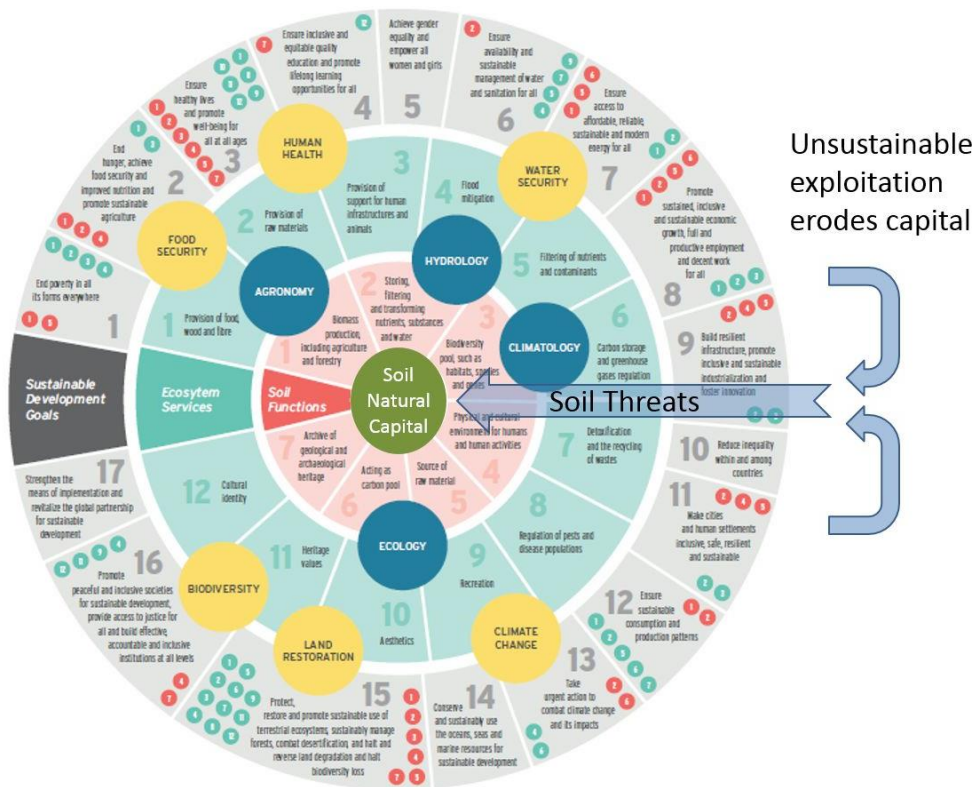 Unsustainable
exploitation
erodes capital
Soil Threats
Soil
Natural
Capital
Sustainable
Development
Goals
Ecosytem
Services
Soil
Functions
1
End poverty in all
its forms everywhere
2
End
hunger, achieve
food security and
improved nutrition and
promote sustainable
agriculture
3
Ensure
healthy lives
and promote
well-being for
all at all ages
4
Ensure inclusive and
equitable quality
education and promote
lifelong learning
opportunities for all
5
Achieve gender
equality and
empower all
women and girls
6
Ensure
availability and
sustainable
management of water
and sanitation for all
7
Ensure
access to
affordable, reliable,
sustainable and modern
energy for all
8
Promote
sustained, inclusive
and sustainable economic
growth, full and
productive employment
and decent work
for all
9
Build resilient
infrastructure, promote
inclusive and sustainable
industrialization and
foster innovation
10
Reduce inequality
within and among
countries
11
Make cities
and human settlements
inclusive, safe, resilient
and sustainable
12
Ensure
sustainable
consumption and
production patterns
13
Take
urgent action to
combat climate change
and its impacts
14
Conserve
and sustainably use
the oceans, seas and
marine resources for
sustainable development
15
Protect,
restore and promote sustainable use of
terrestrial ecosystems, sustainably manage
forests, combat desertification, and halt and
reverse land degradation and halt
biodiversity loss
16
Promote
peaceful and inclusive societies
for sustainable development,
provide access to justice for
all and build effective,
accountable and inclusive
institutions at all levels
17
Strengthen the
means of implementation and
revitalize the global partnership
for sustainable
development
FOOD
SECURITY
HUMAN
HEALTH
WATER
SECURITY
CLIMATE
CHANGE
LAND
RESTORATION
BIODIVERSITY
1
Provision of food,
wood and fibre
2
Provision of
raw materials
3
Provision of
support for human
infrastructures and
animals
4
Flood
mitigation
5
Filtering of nutrients
and contaminants
6
Carbon storage
and greenhouse
gases regulation
7
Detoxification
and the recycling
of wastes
8
Regulation of pests and
disease populations
9
Recreation
10
Aesthetics
11
Heritage
values
12
Cultural
identity
AGRONOMY
HYDROLOGY
CLIMATOLOGY
ECOLOGY
1
Biomass
production,
including agriculture
and forestry
2
Storing,
filtering
and transforming
nutrients, substances
and water
3
Biodiversity
pool, such as
habitats, species
and genes
4
Physical and cultural
environment for humans
and human activities
5
Source of
raw material
6
Acting as
carbon pool
7
Archive of
geological and
archaeological
heritage